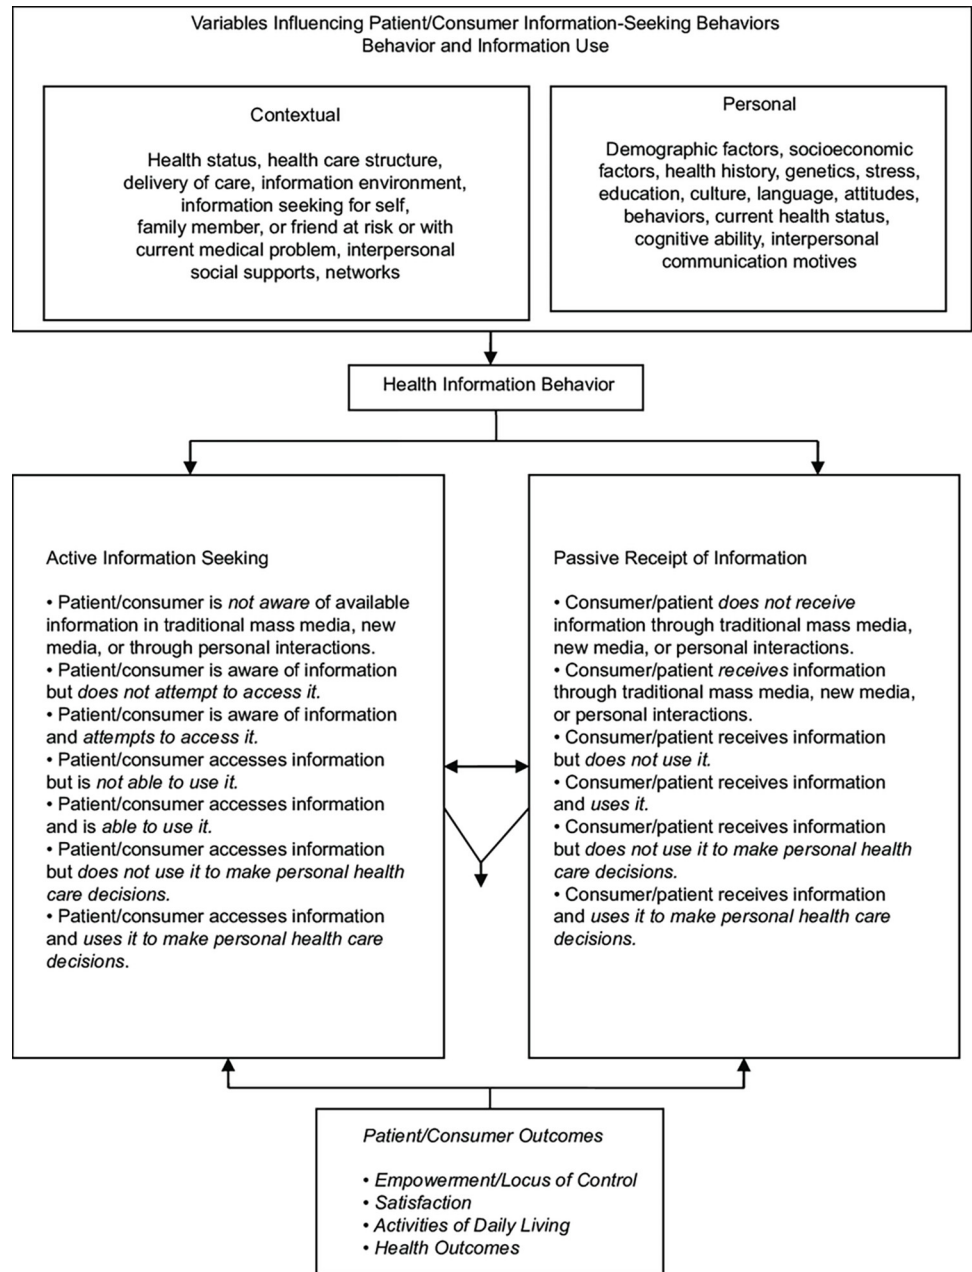 Variables Influencing Patient/Consumer Information-Seeking Behaviors
Behavior and Information Use
Contextual
Health status, health care structure,
delivery of care, information environment,
information seeking for self,
family member, or friend at risk or with
current medical problem, interpersonal
social supports, networks
Personal
Demographic factors, socioeconomic
factors, health history, genetics, stress,
education, culture, language, attitudes,
behaviors, current health status,
cognitive ability, interpersonal
communication motives
Health Information Behavior
Active Information Seeking
• Patient/consumer is not aware of available
information in traditional mass media, new
media, or through personal interactions.
• Patient/consumer is aware of information
but does not attempt to access it.
• Patient/consumer is aware of information
and attempts to access it.
• Patient/consumer accesses information
but is not able to use it.
• Patient/consumer accesses information
and is able to use it.
• Patient/consumer accesses information
but does not use it to make personal health
care decisions.
• Patient/consumer accesses information
and uses it to make personal health care
decisions.
Passive Receipt of Information
• Consumer/patient does not receive
information through traditional mass media,
new media, or personal interactions.
• Consumer/patient receives information
through traditional mass media, new media,
or personal interactions.
• Consumer/patient receives information
but does not use it.
• Consumer/patient receives information
and uses it.
• Consumer/patient receives information
but does not use it to make personal health
care decisions.
• Consumer/patient receives information
and uses it to make personal health care
decisions.
Patient/Consumer Outcomes
• Empowerment/Locus of Control
• Satisfaction
• Activities of Daily Living
• Health Outcomes